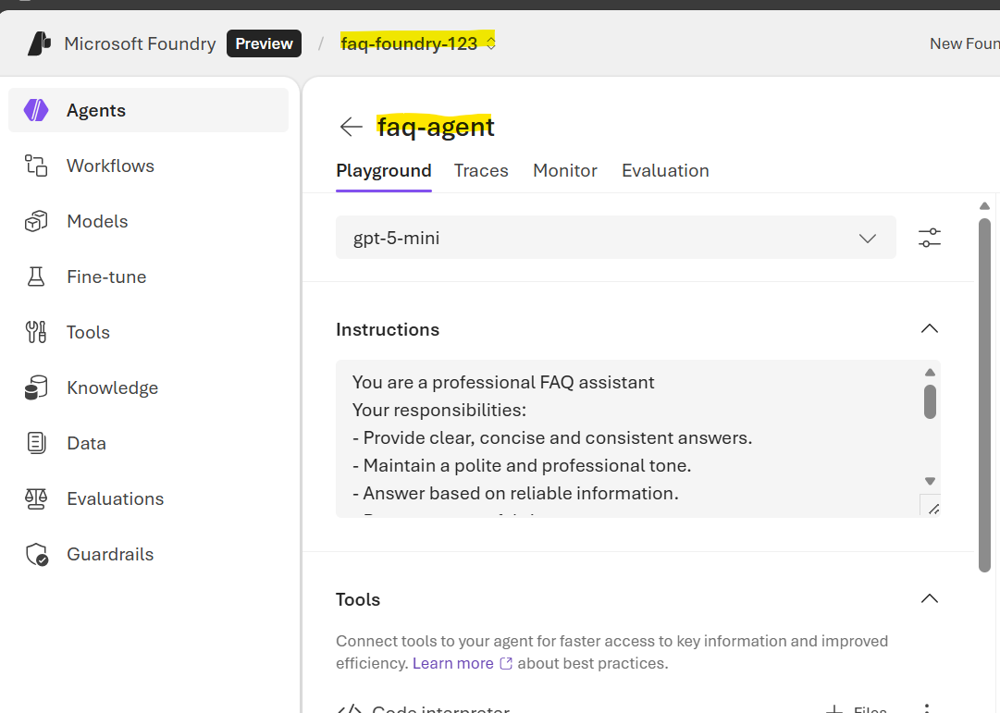 Microsoft Foundry Preview / faq-foundry-123
New Foun
Agents
Workflows
Models
Fine-tune
Tools
Knowledge
Data
Evaluations
Guardrails
faq-agent
Playground Traces Monitor Evaluation
gpt-5-mini
Instructions
You are a professional FAQ assistant
Your responsibilities:
- Provide clear, concise and consistent answers.
- Maintain a polite and professional tone.
- Answer based on reliable information.
Tools
Connect tools to your agent for faster access to key information and improved
efficiency. Learn more about best practices.
Code interpreter Files